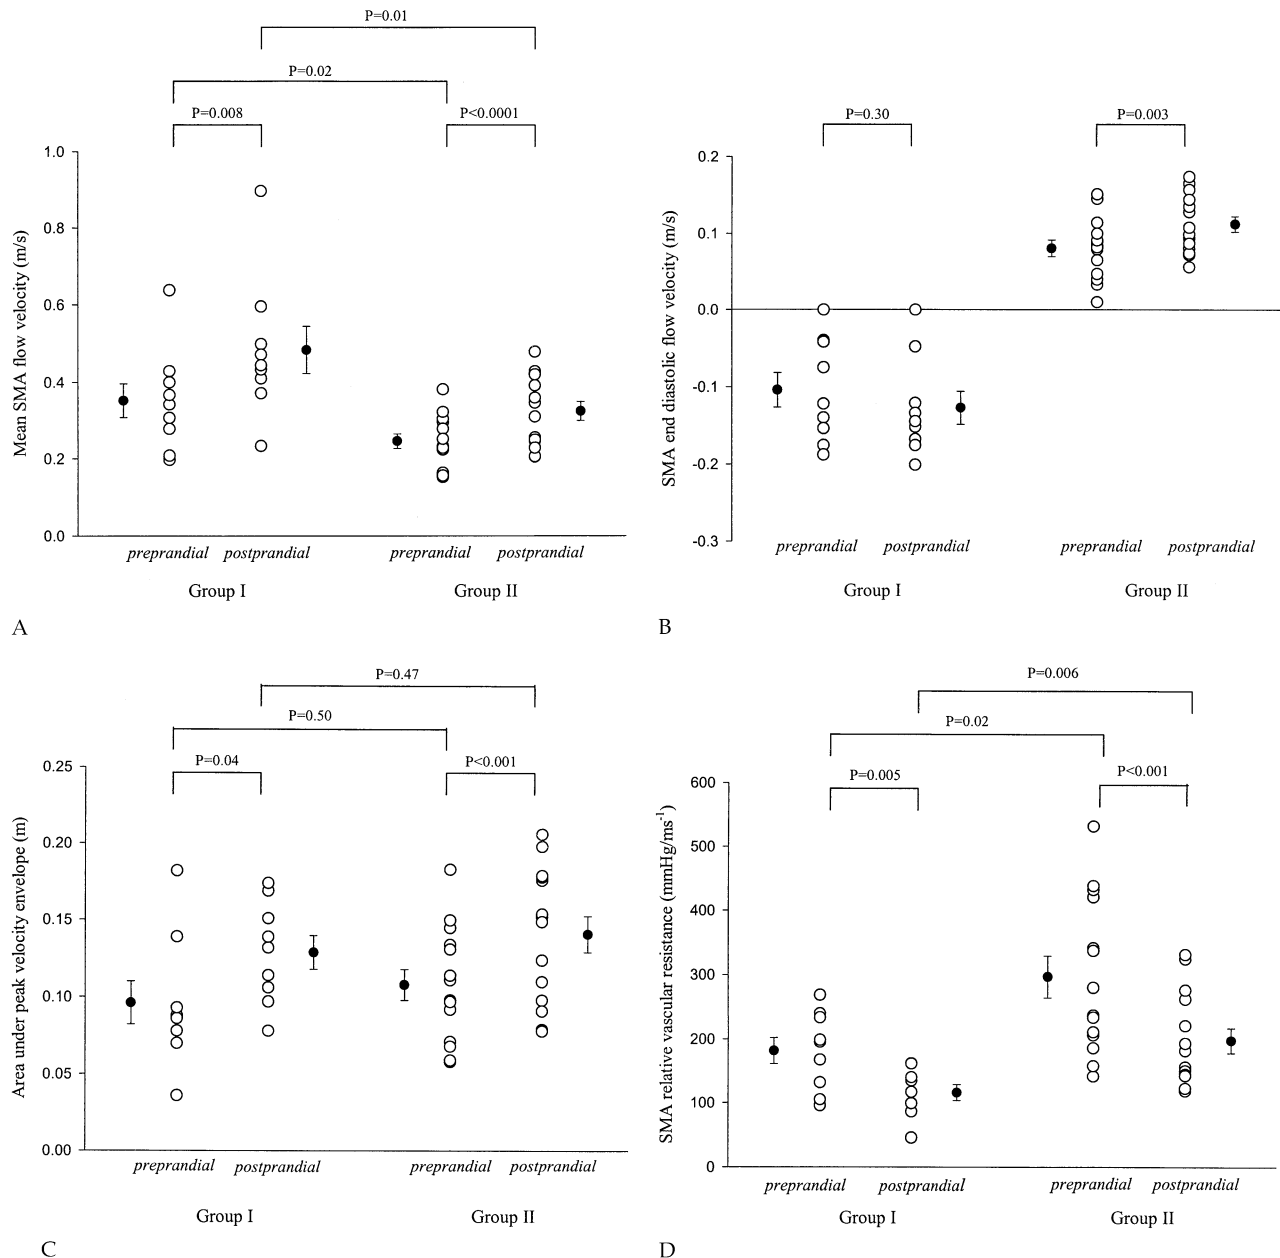 P=0.01
P=0.02
P=0.008
P<0.0001
1.0
0.8
0.6
0.4
0.2
0.0
Mean SMA flow velocity (m/s)
preprandial postprandial preprandial postprandial
Group I Group II
A
P=0.30
P=0.003
0.2
0.1
0.0
-0.1
-0.2
-0.3
SMA end diastolic flow velocity (m/s)
preprandial postprandial preprandial postprandial
Group I Group II
B
P=0.47
P=0.50
P=0.04
P<0.001
0.25
0.20
0.15
0.10
0.05
0.00
Area under peak velocity envelope (m)
preprandial postprandial preprandial postprandial
Group I Group II
C
P=0.006
P=0.02
P=0.005
P<0.001
600
500
400
300
200
100
0
SMA relative vascular resistance (mmHg/ms⁻¹)
preprandial postprandial preprandial postprandial
Group I Group II
D